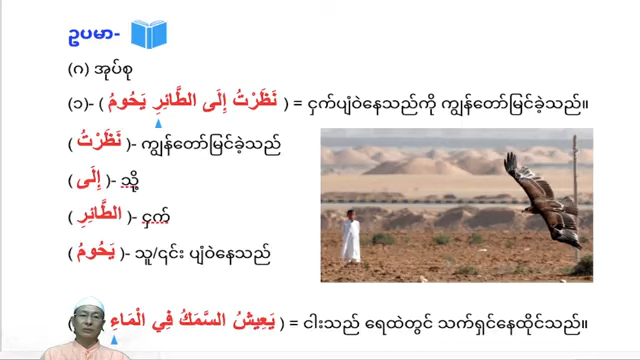 ဥပမာ-
(ဂ) အုပ်စု
(၁)- ( نَظَرْتُ إِلَى الطَّائِرِ يَحُومُ ) = ငှက်ပျံဝဲနေသည်ကို ကျွန်တော်မြင်ခဲ့သည်။
( نَظَرْتُ )- ကျွန်တော်မြင်ခဲ့သည်
( إِلَى )- သို့
( الطَّائِرِ )- ငှက်
( يَحُومُ )- သူ/၎င်း ပျံဝဲနေသည်
( يَعِيشُ السَّمَكُ فِي الْمَاءِ ) = ငါးသည် ရေထဲတွင် သက်ရှင်နေထိုင်သည်။